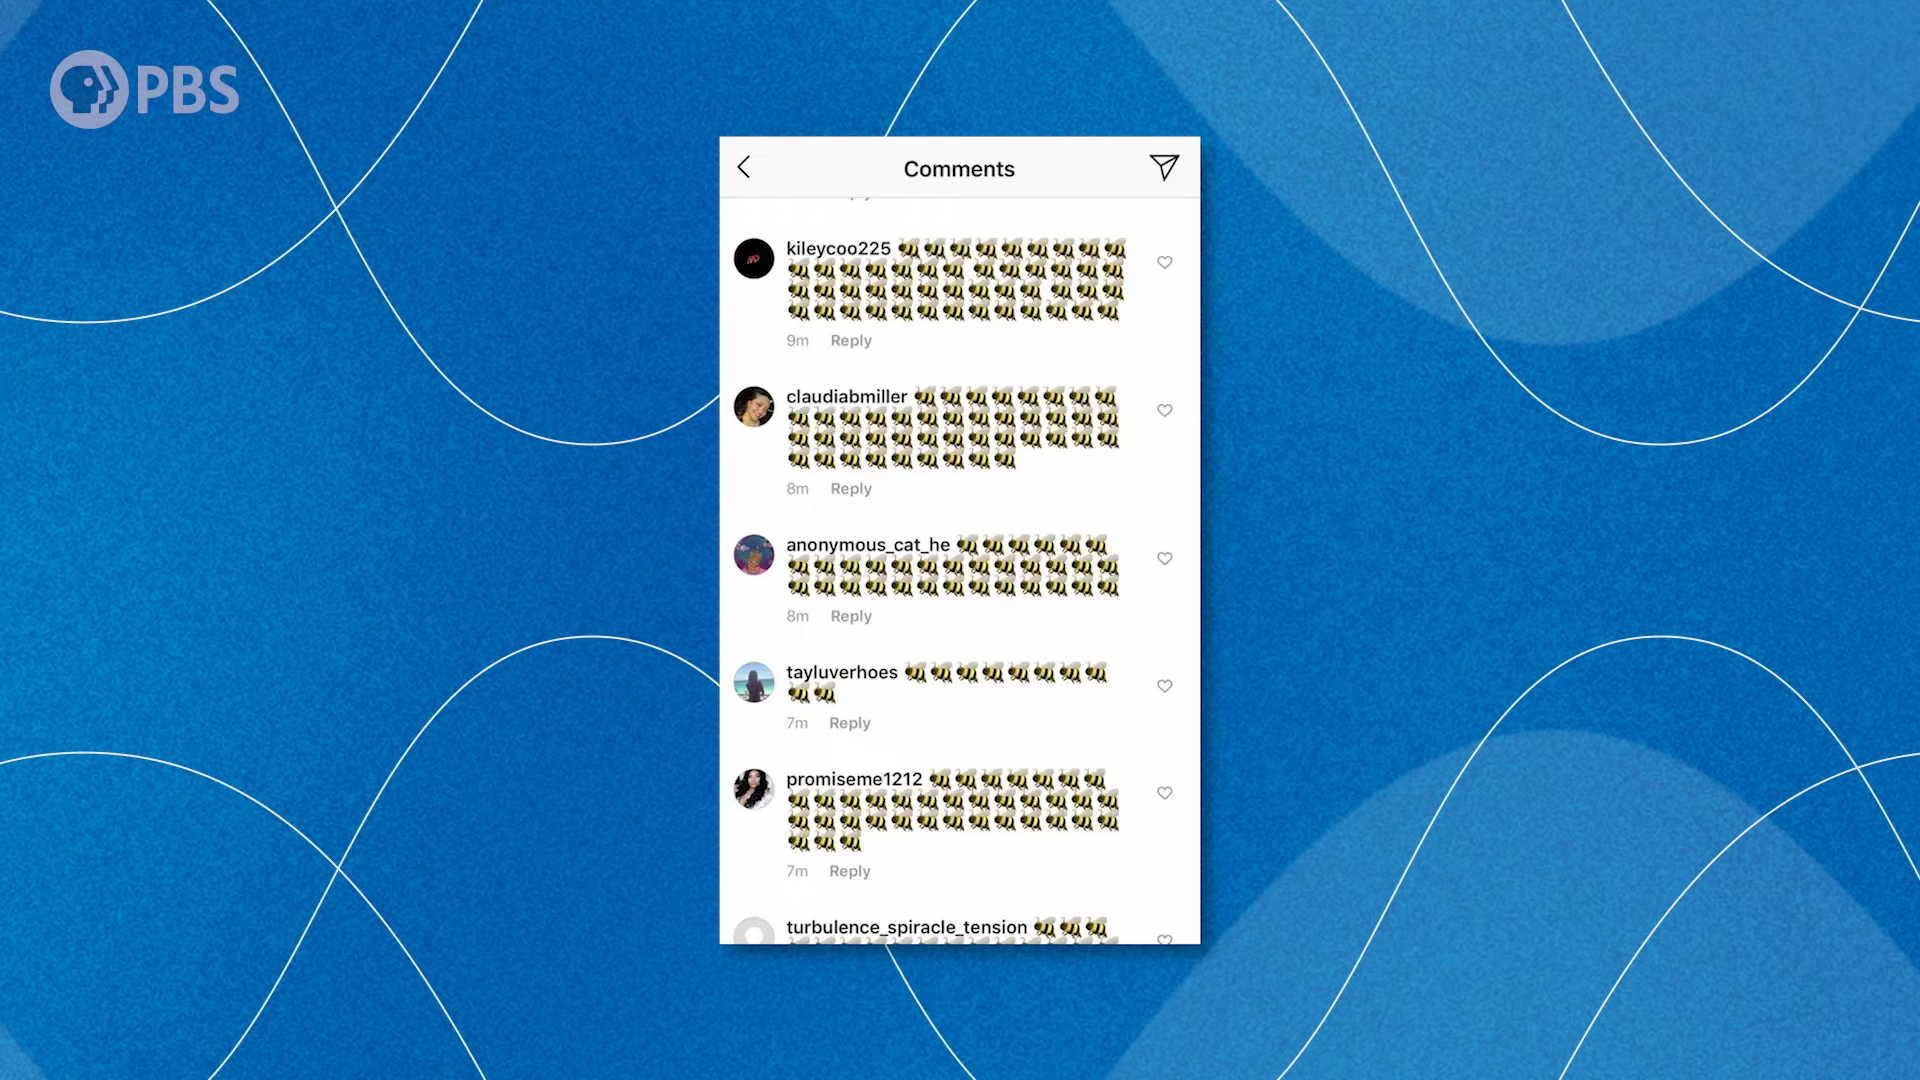 PBS
Comments
kileycoo225
9m Reply
claudiabmiller
8m Reply
anonymous_cat_he
8m Reply
tayluverhoes
7m Reply
promiseme1212
7m Reply
turbulence_spiracle_tension